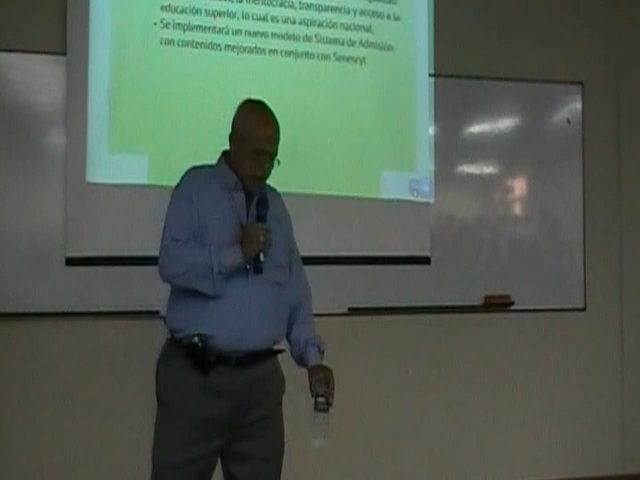 la meritocracia, transparencia y acceso a la
educación superior, lo cual es una aspiración nacional,
• Se implementará un nuevo modelo de Sistema de Admisión
con contenidos mejorados en conjunto con Senescyt